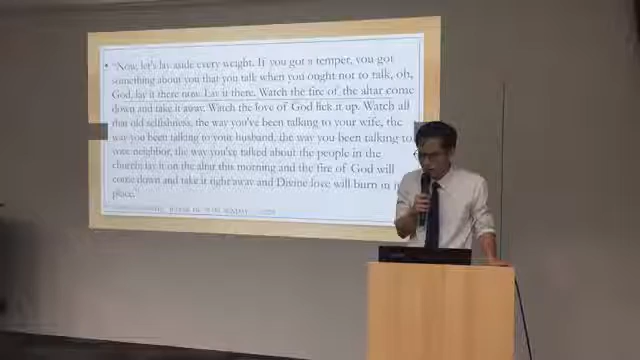 • "Now, let's lay aside every weight. If you got a temper, you got
something about you that you talk when you ought not to talk, oh,
God, lay it there now. Lay it there. Watch the fire of the altar come
down and take it away. Watch the love of God lick it up. Watch all
that old selfishness, the way you've been talking to your wife, the
way you been talking to your husband, the way you been talking to
your neighbor, the way you've talked about the people in the
church; lay it on the altar this morning and the fire of God will
come down and take it right away and Divine love will burn in
place."